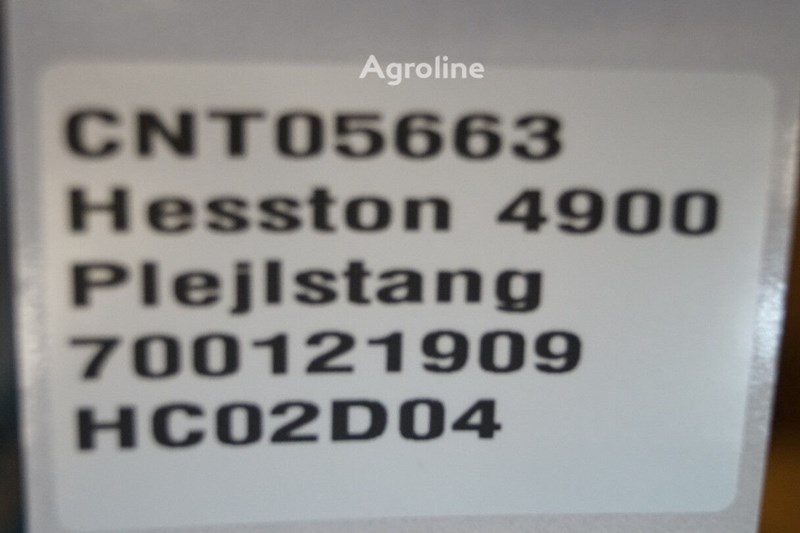 Agroline
CNT05663
Hesston 4900
Plejlstang
700121909
HC02D04